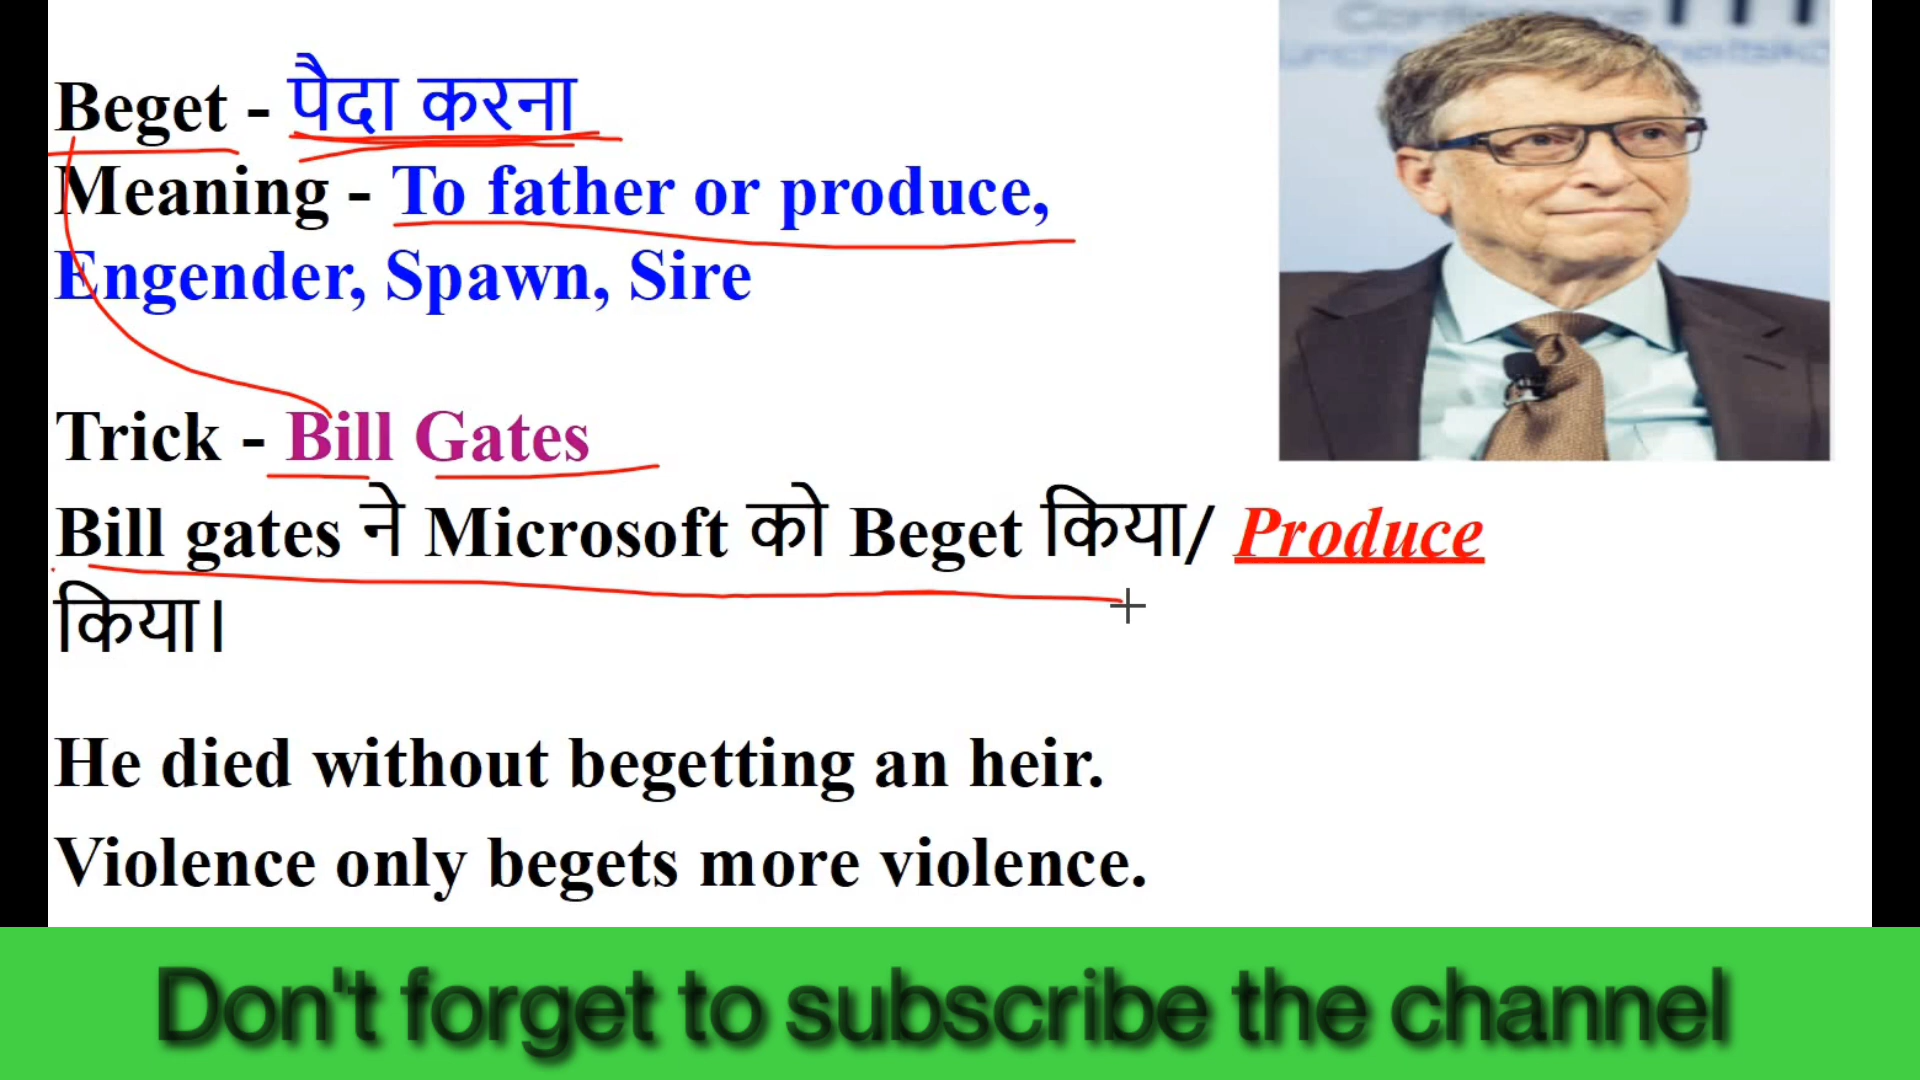 Beget - पैदा करना
Meaning - To father or produce,
Engender, Spawn, Sire
Trick - Bill Gates
Bill gates ने Microsoft को Beget किया/ Produce
किया।
He died without begetting an heir.
Violence only begets more violence.
Don't forget to subscribe the channel